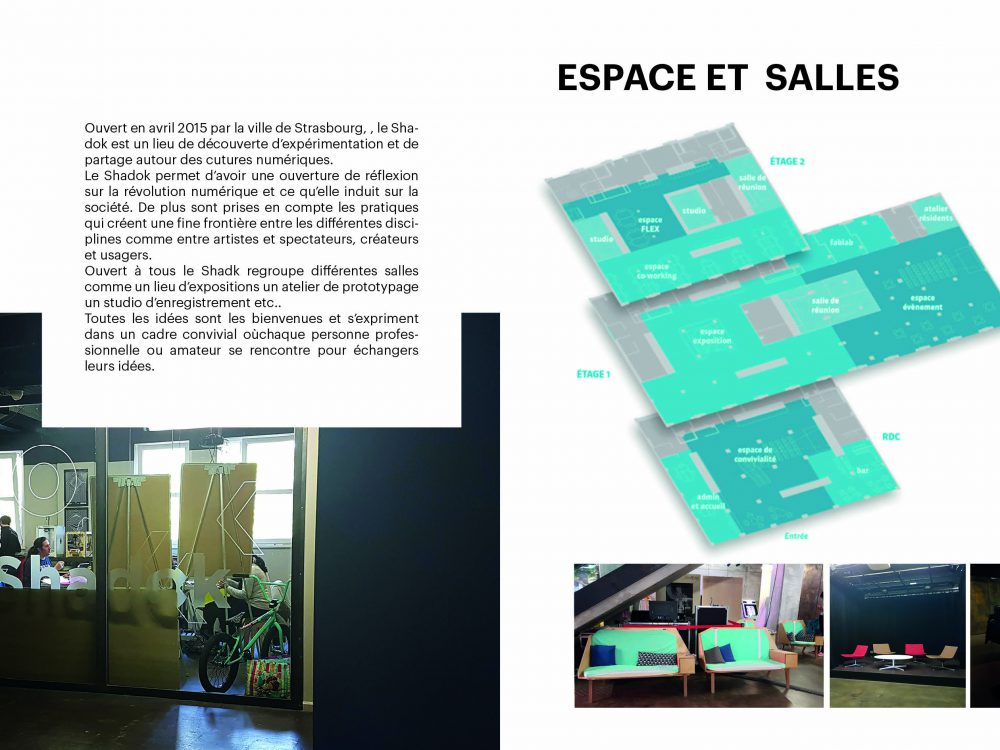 Ouvert en avril 2015 par la ville de Strasbourg, , le Sha-
dok est un lieu de découverte d’expérimentation et de
partage autour des cutures numériques.
Le Shadok permet d’avoir une ouverture de réflexion
sur la révolution numérique et ce qu’elle induit sur la
société. De plus sont prises en compte les pratiques
qui créent une fine frontière entre les différentes disci-
plines comme entre artistes et spectateurs, créateurs
et usagers.
Ouvert à tous le Shadk regroupe différentes salles
comme un lieu d’expositions un atelier de prototypage
un studio d’enregistrement etc..
Toutes les idées sont les bienvenues et s’expriment
dans un cadre convivial oùchaque personne profes-
sionnelle ou amateur se rencontre pour échangers
leurs idées.
shadok
ESPACE ET SALLES
ÉTAGE 2
salle de
réunion
studio
espace
FLEX
studio
espace
co-working
atelier
résidents
fablab
salle de
réunion
espace
évènement
espace
exposition
ÉTAGE 1
RDC
espace de
convivialité
bar
admin
et accueil
Entrée